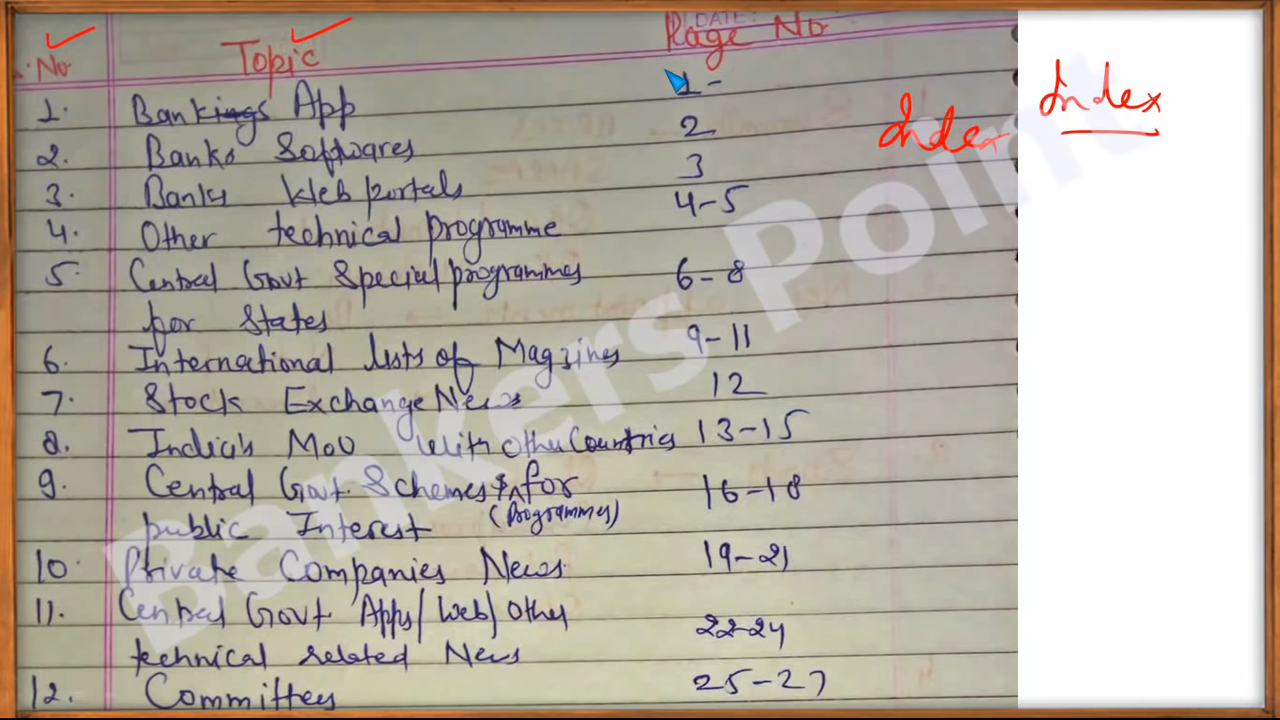 DATE:
No Topic Page No
Index
Index
1. Bankings App 1-
2. Banks Softwares 2
3. Banks Web portals 3
4. Other technical programme 4-5
5. Central Govt Special programmes 6-8
for States
6. International lists of Magzines 9-11
7. Stock Exchange News 12
8. India's MoU With Other Countries 13-15
9. Central Govt. Schemes & for 16-18
public Interest (Programmes)
10. Private Companies News 19-21
11. Central Govt Apps/Web/Other
technical related News 22-24
12. Committees 25-27
Bankers Point